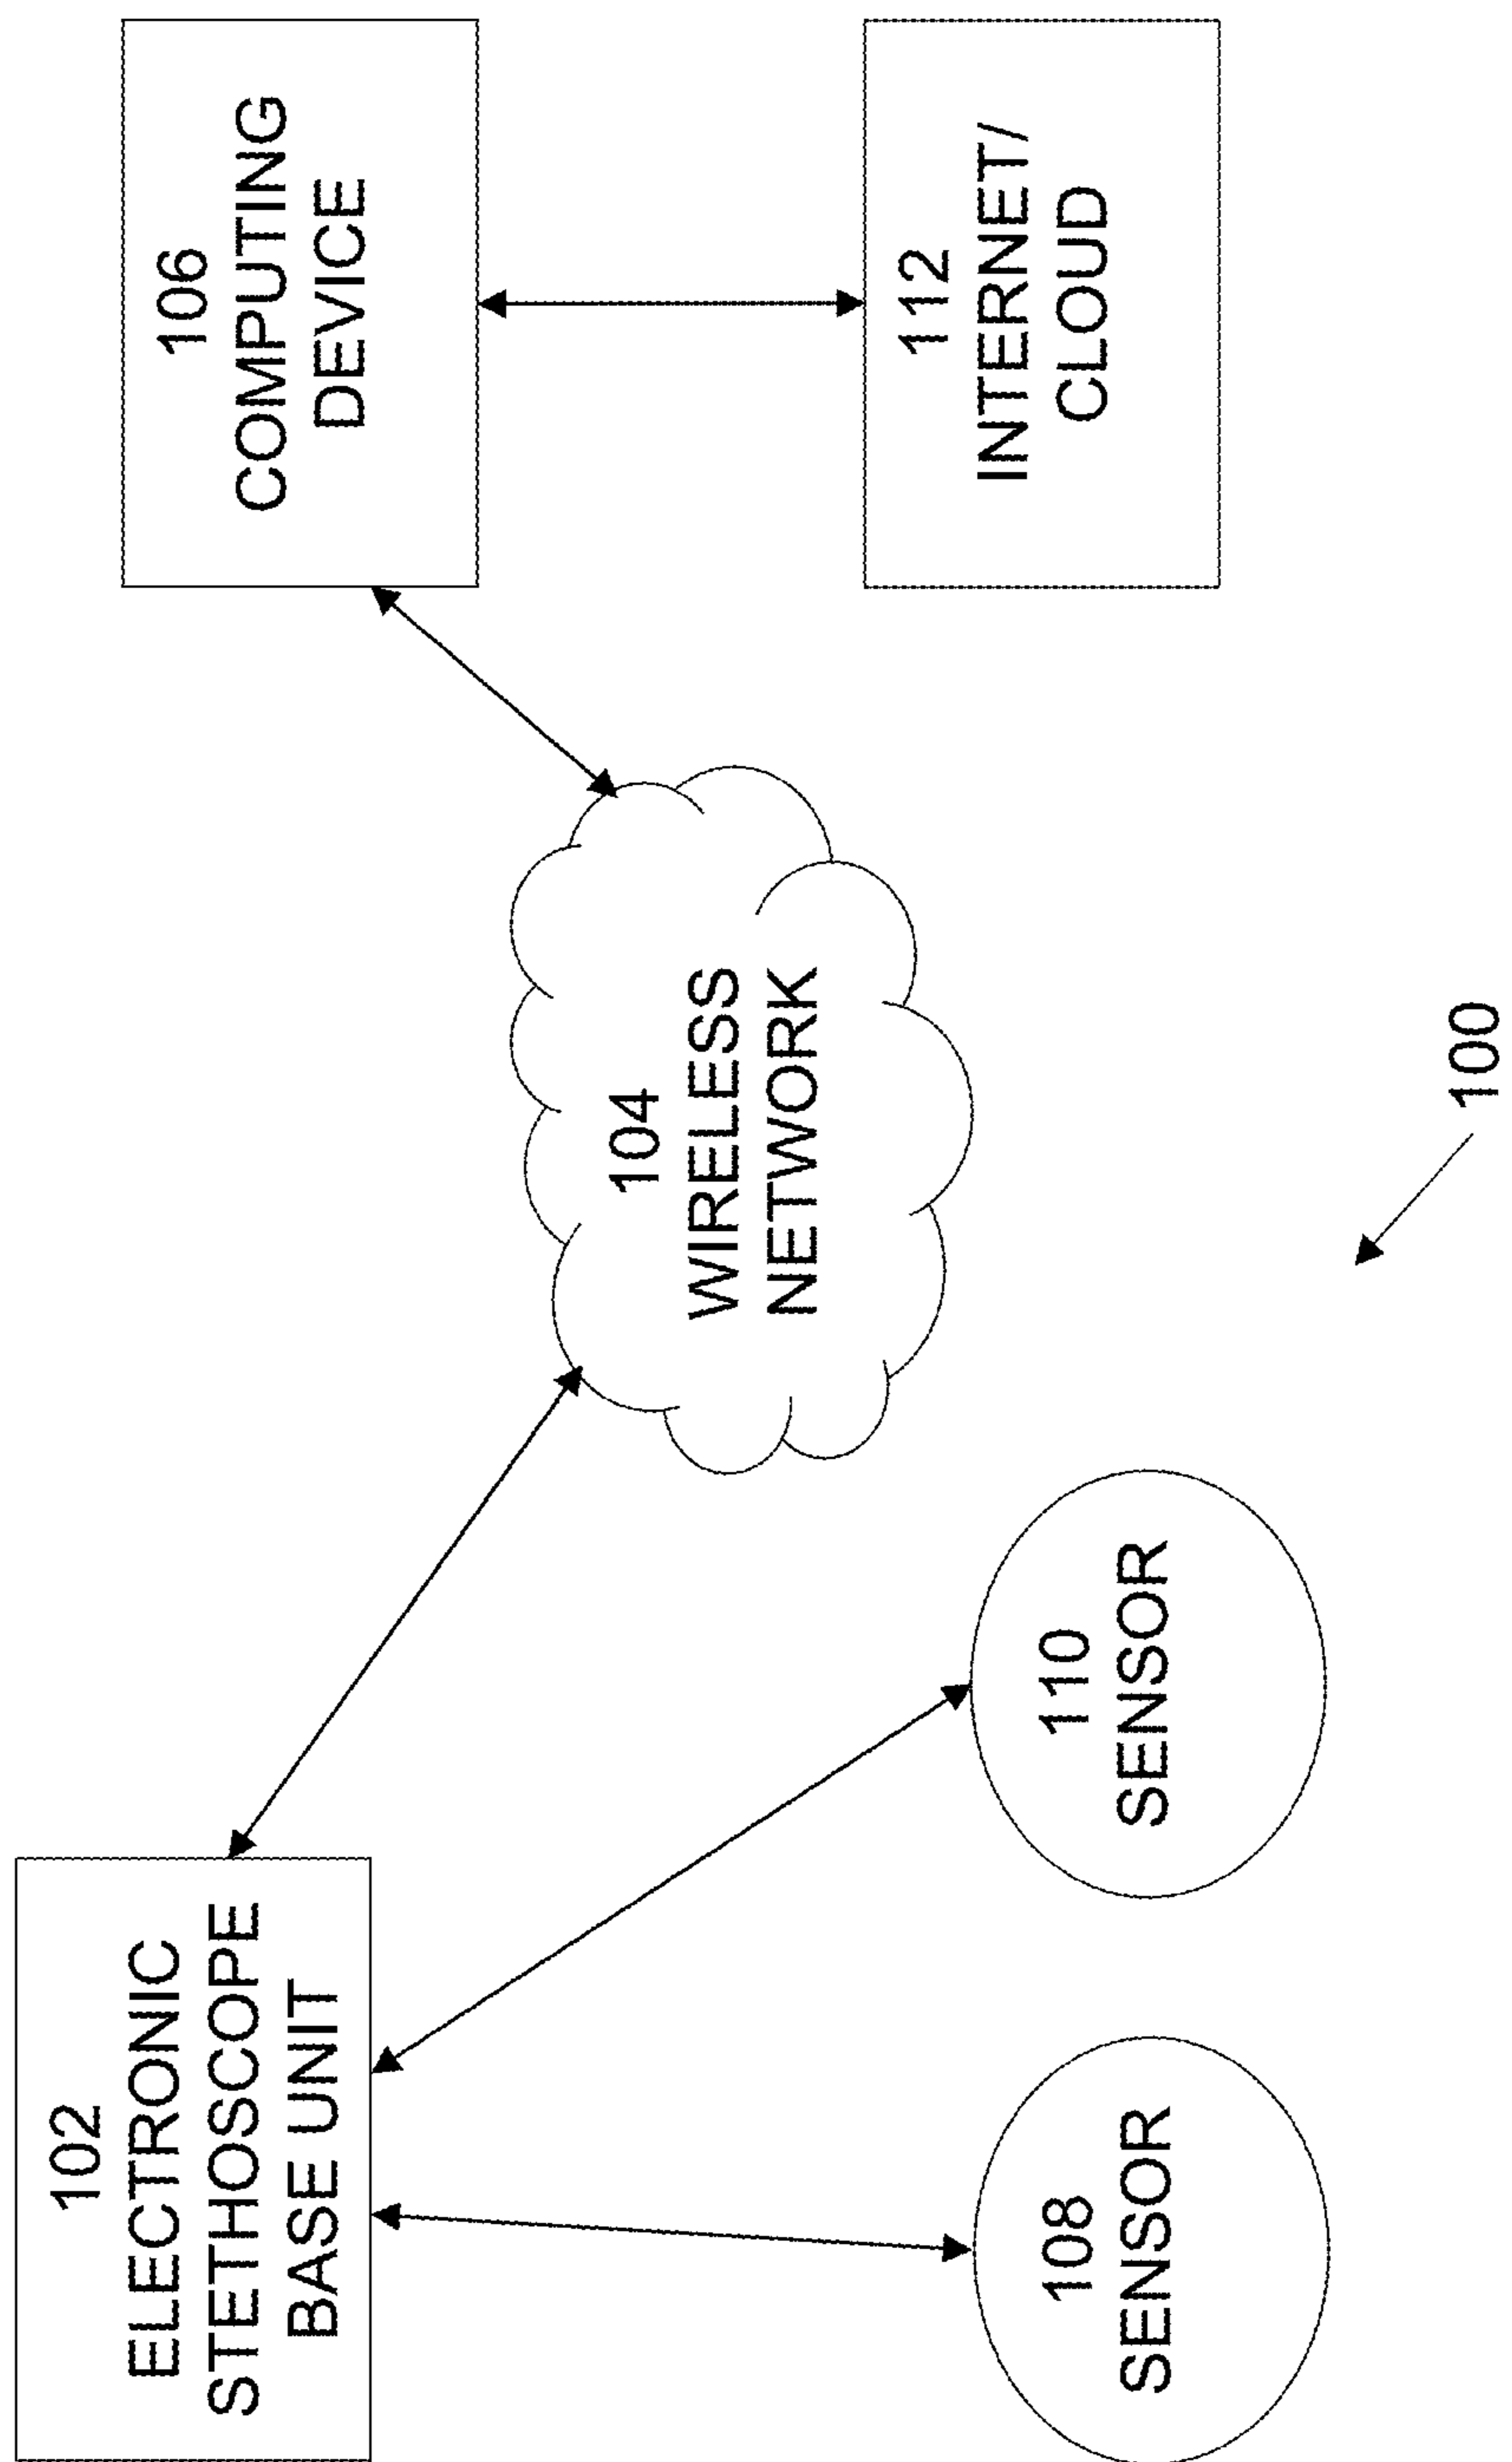 102
ELECTRONIC
STETHOSCOPE
BASE UNIT
104
WIRELESS
NETWORK
106
COMPUTING
DEVICE
108
SENSOR
110
SENSOR
112
INTERNET/
CLOUD
100